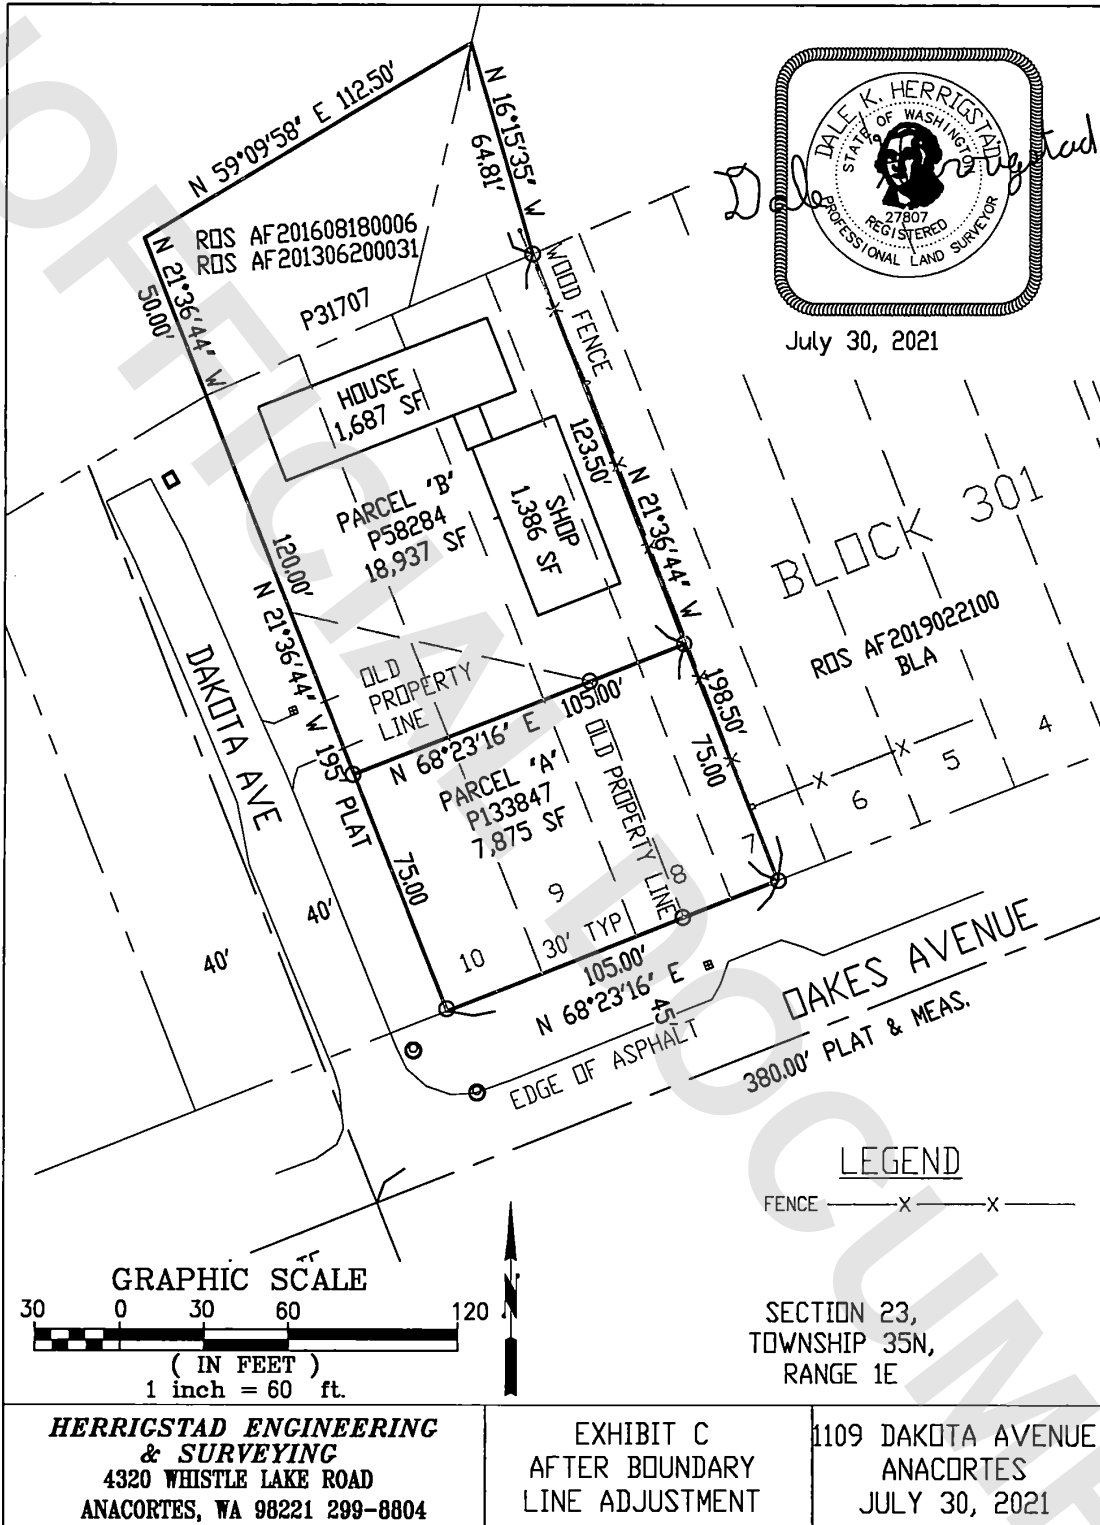 N 59°09'58" E 112.50'
N 16°15'35" W
64.81'
DALE K. HERRIGSTAD
STATE OF WASHINGTON
27807
REGISTERED
PROFESSIONAL LAND SURVEYOR
July 30, 2021
ROS AF201608180006
ROS AF201306200031
N 21°36'44" W
50.00'
P31707
WOOD FENCE
HOUSE
1,687 SF
123.50'
N 21°36'44" W
SHOP
1,386 SF
PARCEL "B"
P58284
18,937 SF
BLOCK 301
120.00'
N 21°36'44" W 195' PLAT
ROS AF2019022100
BLA
DAKOTA AVE
OLD
PROPERTY
LINE
198.50'
75.00
N 68°23'16" E 105.00'
OLD PROPERTY LINE
PARCEL "A"
P133847
7,875 SF
4
5
6
7
8
9
10
75.00
30' TYP
40'
40'
105.00'
N 68°23'16" E
45'
OAKES AVENUE
EDGE OF ASPHALT
380.00' PLAT & MEAS.
LEGEND
FENCE X X
GRAPHIC SCALE
30 0 30 60 120
( IN FEET )
1 inch = 60 ft.
N
SECTION 23,
TOWNSHIP 35N,
RANGE 1E
HERRIGSTAD ENGINEERING
& SURVEYING
4320 WHISTLE LAKE ROAD
ANACORTES, WA 98221 299-8804
EXHIBIT C
AFTER BOUNDARY
LINE ADJUSTMENT
1109 DAKOTA AVENUE
ANACORTES
JULY 30, 2021
UNOFFICIAL DOCUMENT